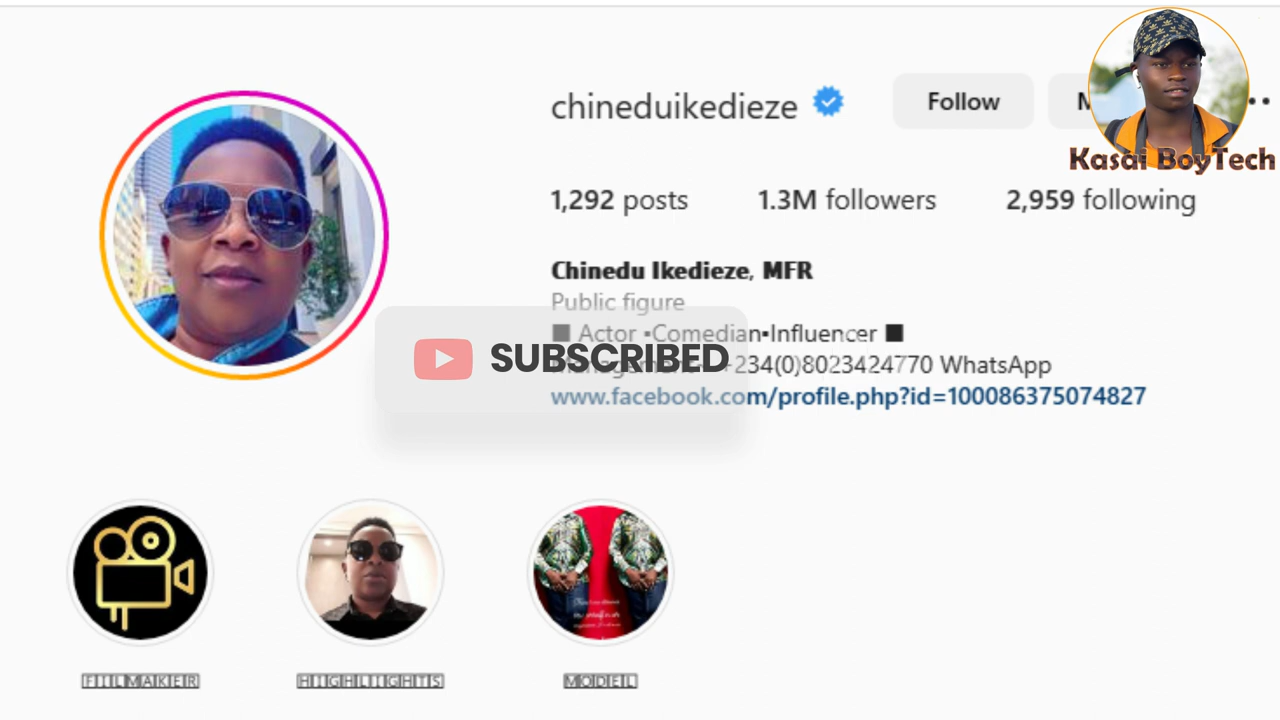 chineduikedieze
Follow
Kasai BoyTech
1,292 posts 1.3M followers 2,959 following
Chinedu Ikedieze, MFR
Public figure
■ Actor ▪Comedian▪Influencer ■
SUBSCRIBED
+234(0)8023424770 WhatsApp
www.facebook.com/profile.php?id=100086375074827
FILMAKER HIGHLIGHTS MODEL